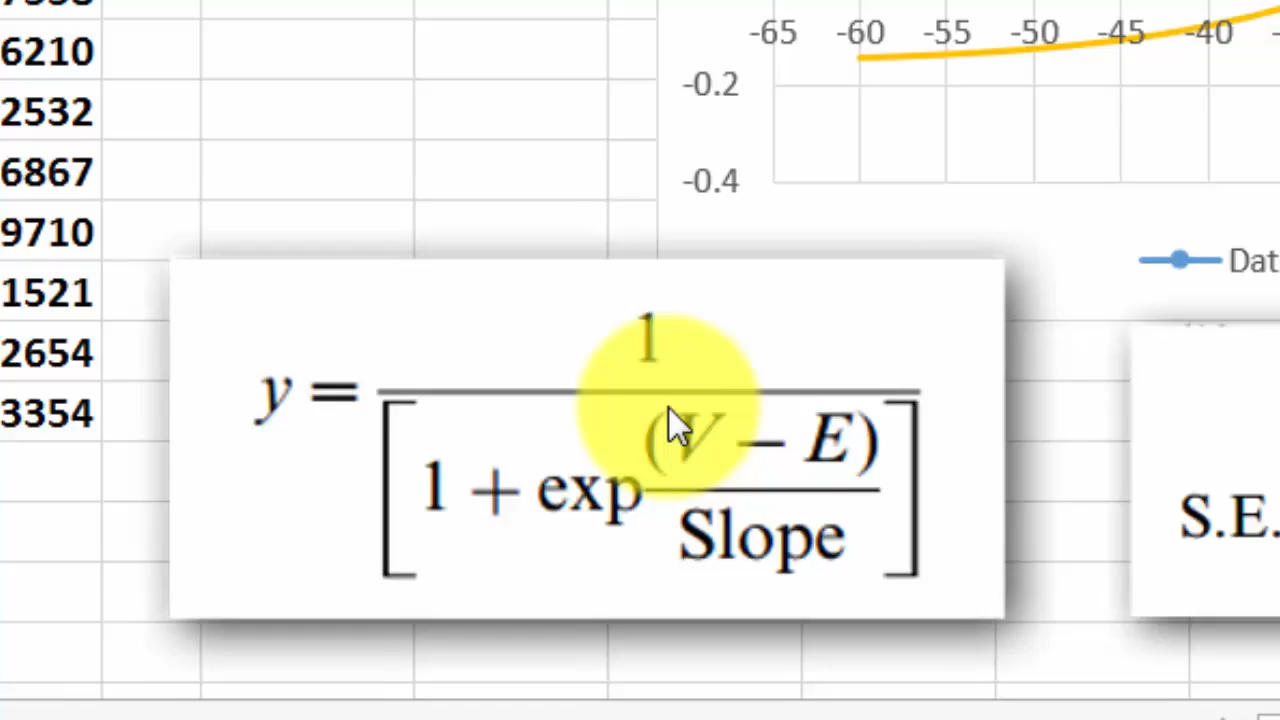 -65 -60 -55 -50 -45 -40
6210
-0.2
2532
6867
-0.4
9710
Dat
1521
2654
3354
1
y =
(V − E)
1 + exp
Slope
S.E.